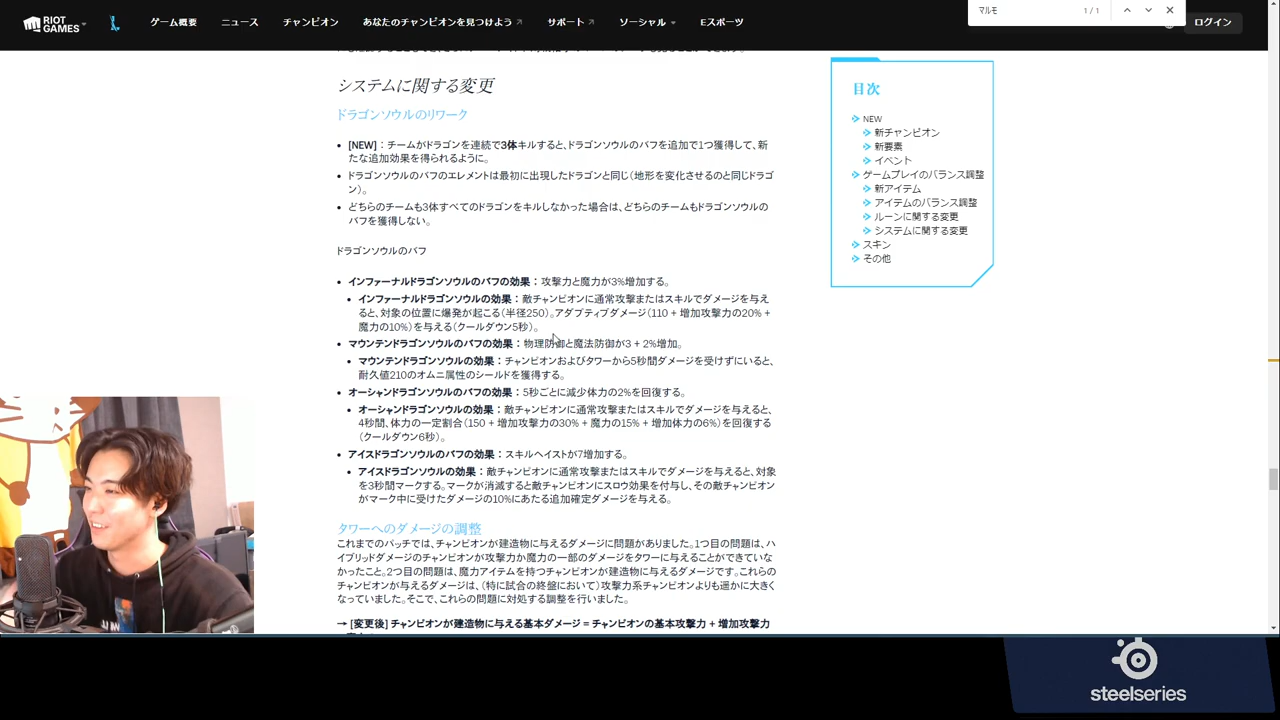 RIOT GAMES
ゲーム概要
ニュース
チャンピオン
あなたのチャンピオンを見つけよう
サポート
ソーシャル
Eスポーツ
マルモ
1/1
ログイン
システムに関する変更
ドラゴンソウルのリワーク
[NEW]：チームがドラゴンを連続で3体キルすると、ドラゴンソウルのバフを追加で1つ獲得して、新
たな追加効果を得られるように。
ドラゴンソウルのバフのエレメントは最初に出現したドラゴンと同じ（地形を変化させるのと同じドラゴ
ン）。
どちらのチームも3体すべてのドラゴンをキルしなかった場合は、どちらのチームもドラゴンソウルの
バフを獲得しない。
ドラゴンソウルのバフ
インファーナルドラゴンソウルのバフの効果：攻撃力と魔力が3%増加する。
インファーナルドラゴンソウルの効果：敵チャンピオンに通常攻撃またはスキルでダメージを与え
ると、対象の位置に爆発が起こる（半径250）。アダプティブダメージ（110 + 増加攻撃力の20% +
魔力の10%）を与える（クールダウン5秒）。
マウンテンドラゴンソウルのバフの効果：物理防御と魔法防御が3 + 2%増加。
マウンテンドラゴンソウルの効果：チャンピオンおよびタワーから5秒間ダメージを受けずにいると、
耐久値210のオムニ属性のシールドを獲得する。
オーシャンドラゴンソウルのバフの効果：5秒ごとに減少体力の2%を回復する。
オーシャンドラゴンソウルの効果：敵チャンピオンに通常攻撃またはスキルでダメージを与えると、
4秒間、体力の一定割合（150 + 増加攻撃力の30% + 魔力の15% + 増加体力の6%）を回復する
（クールダウン6秒）。
アイスドラゴンソウルのバフの効果：スキルヘイストが7増加する。
アイスドラゴンソウルの効果：敵チャンピオンに通常攻撃またはスキルでダメージを与えると、対象
を3秒間マークする。マークが消滅すると敵チャンピオンにスロウ効果を付与し、その敵チャンピオン
がマーク中に受けたダメージの10%にあたる追加確定ダメージを与える。
タワーへのダメージの調整
これまでのパッチでは、チャンピオンが建造物に与えるダメージに問題がありました。1つ目の問題は、ハ
イブリッドダメージのチャンピオンが攻撃力か魔力の一部のダメージをタワーに与えることができていな
かったこと。2つ目の問題は、魔力アイテムを持つチャンピオンが建造物に与えるダメージです。これらの
チャンピオンが与えるダメージは、（特に試合の終盤において）攻撃力系チャンピオンよりも遥かに大きく
なっていました。そこで、これらの問題に対処する調整を行いました。
→ [変更後] チャンピオンが建造物に与える基本ダメージ = チャンピオンの基本攻撃力 + 増加攻撃力
目次
NEW
新チャンピオン
新要素
イベント
ゲームプレイのバランス調整
新アイテム
アイテムのバランス調整
ルーンに関する変更
システムに関する変更
スキン
その他
steelseries